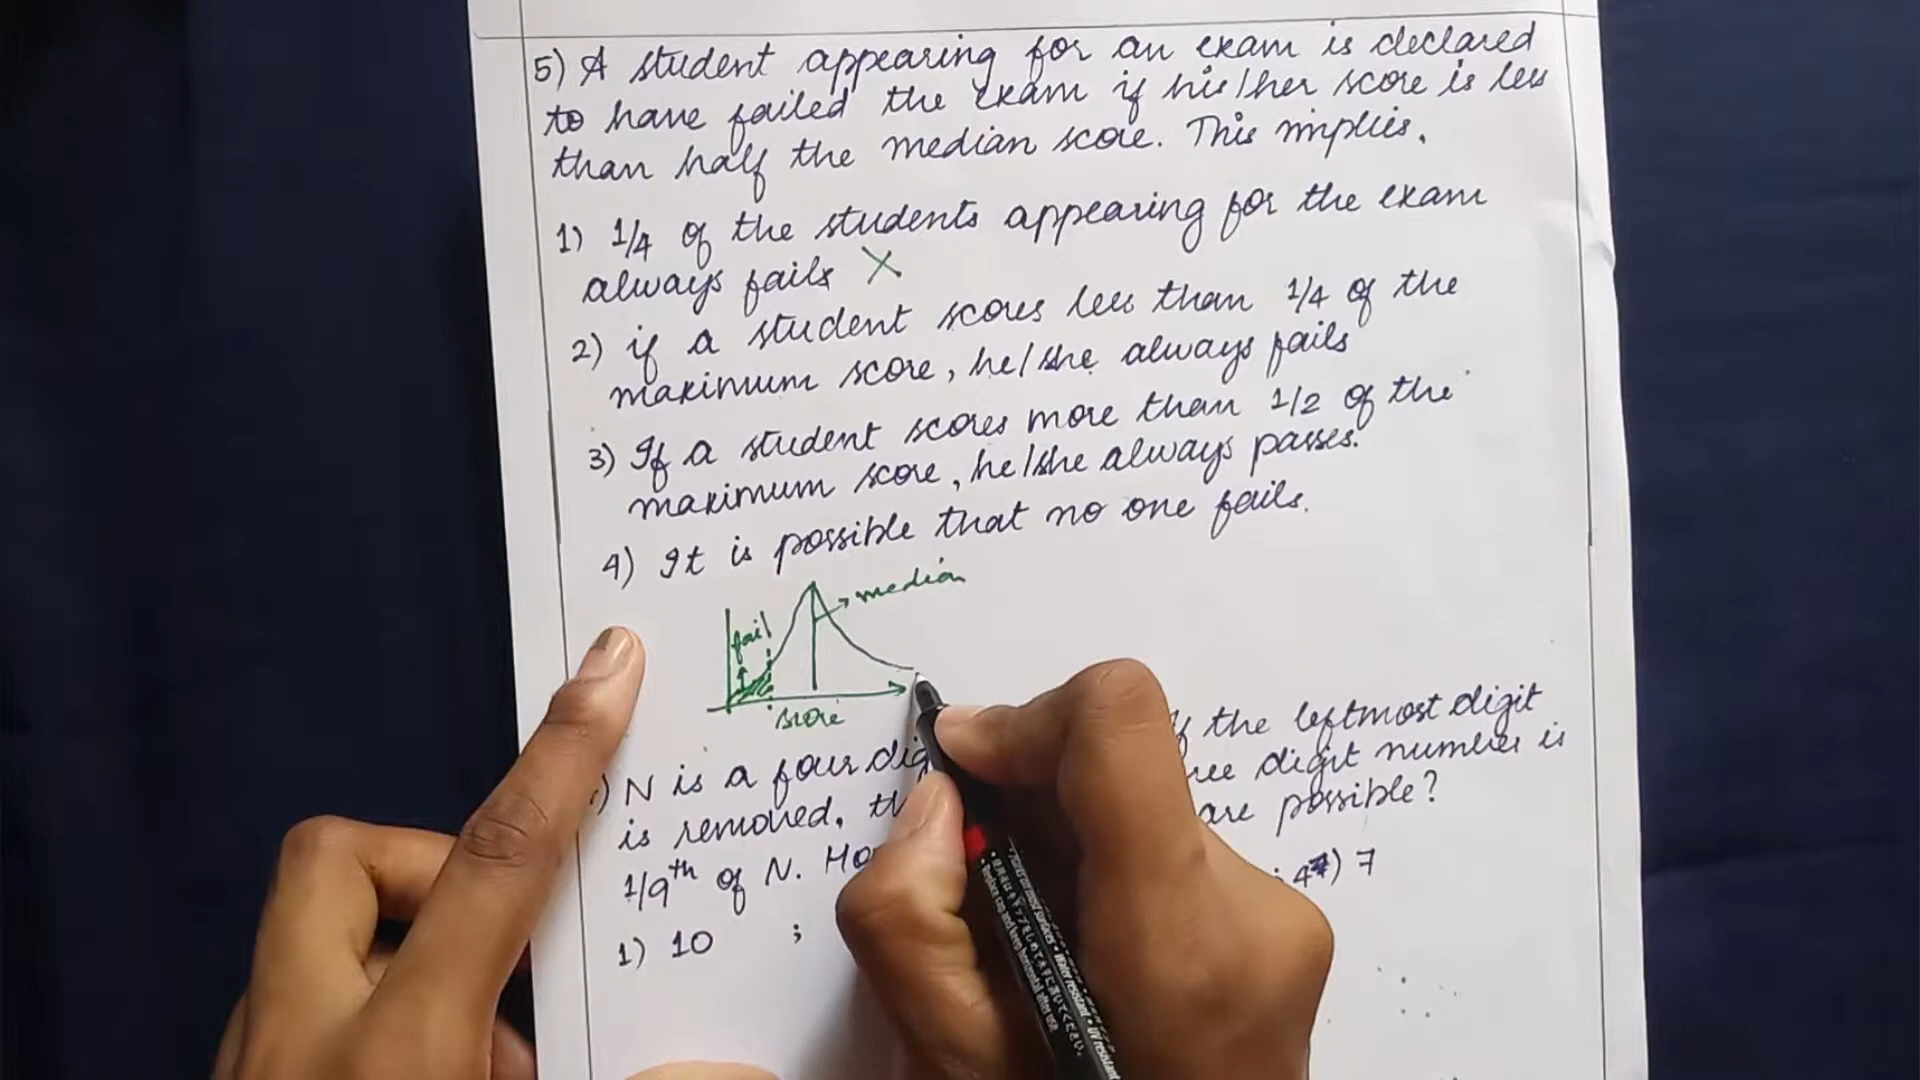 5) A student appearing for an exam is declared
to have failed the exam if his/her score is less
than half the median score. This implies.
1) 1/4 of the students appearing for the exam
always fails X
2) if a student scores less than 1/4 of the
maximum score, he/she always fails
3) If a student scores more than 1/2 of the
maximum score, he/she always passes.
4) It is possible that no one fails.
median
fail
score
) N is a four dig f the leftmost digit
is removed, th ree digit number is
1/9th of N. Ho are possible?
1) 10 ; ; 4) 7